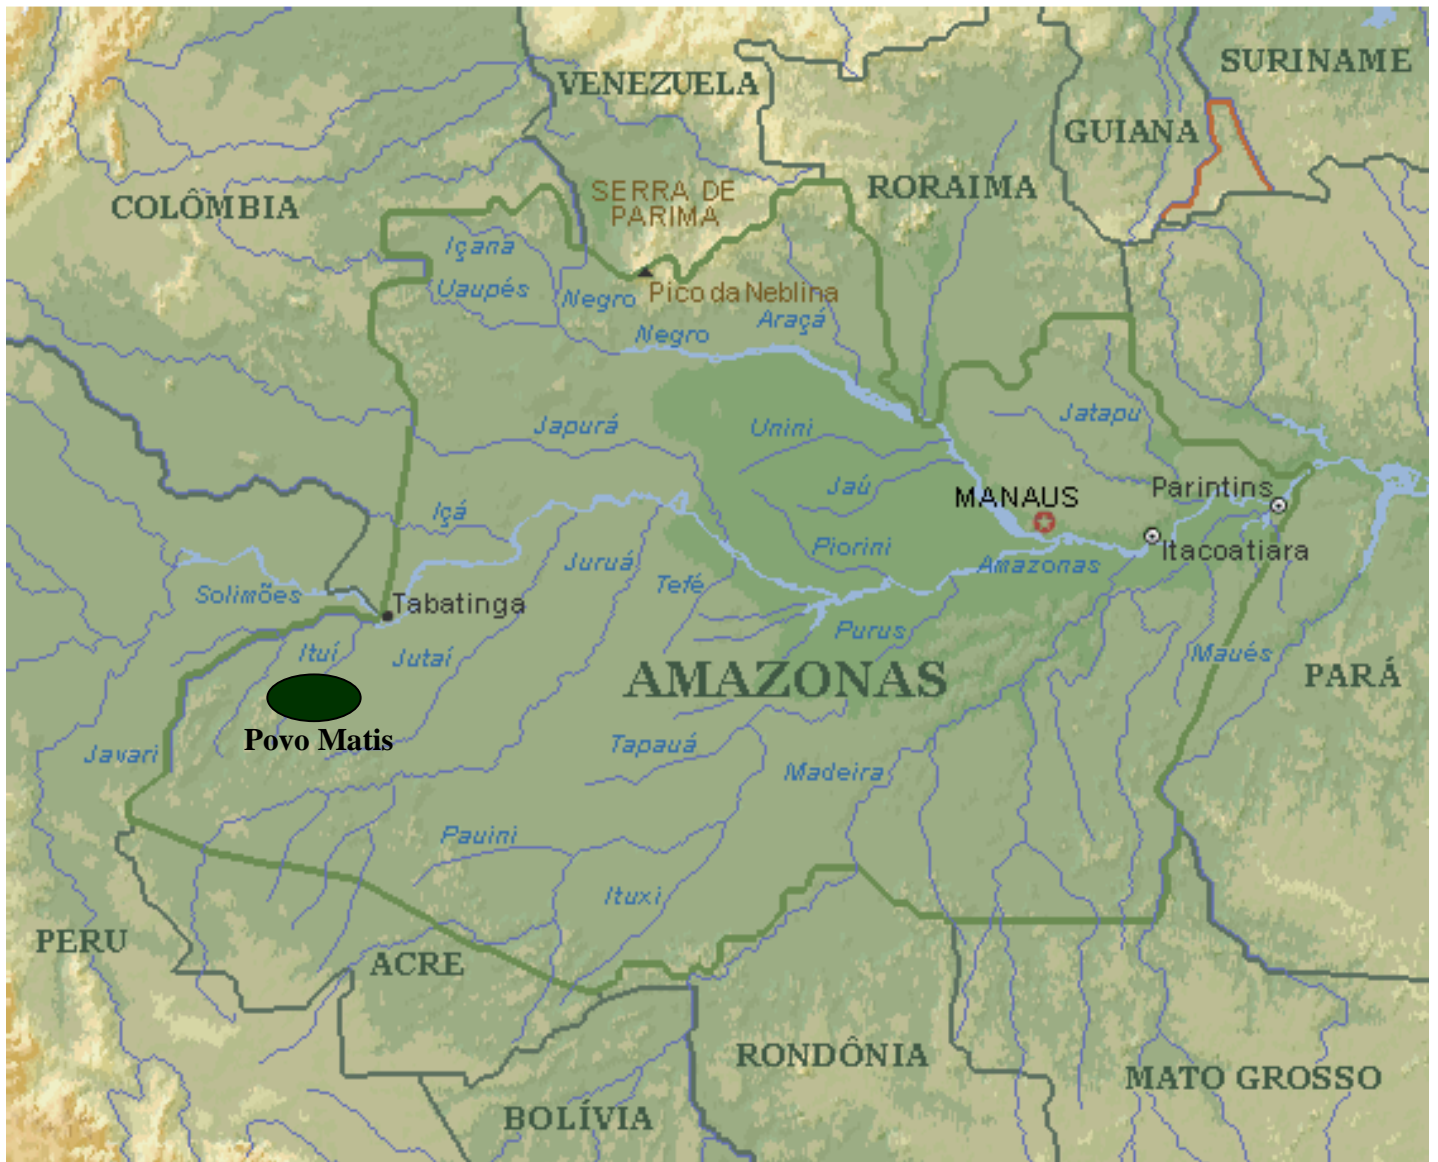 SURINAME
VENEZUELA
GUIANA
COLÔMBIA
SERRA DE
PARIMA
RORAIMA
Içana
Uaupés
Negro
Pico da Neblina
Negro
Araçá
Japurá
Unini
Jatapu
Jaú
MANAUS
Parintins
Içá
Piorini
Amazonas
Itacoatiara
Juruá
Tefé
Solimões
Tabatinga
Purus
Ituí
Jutaí
Maués
AMAZONAS
PARÁ
Povo Matis
Javari
Tapauá
Madeira
Pauini
Ituxi
PERU
ACRE
RONDÔNIA
MATO GROSSO
BOLÍVIA